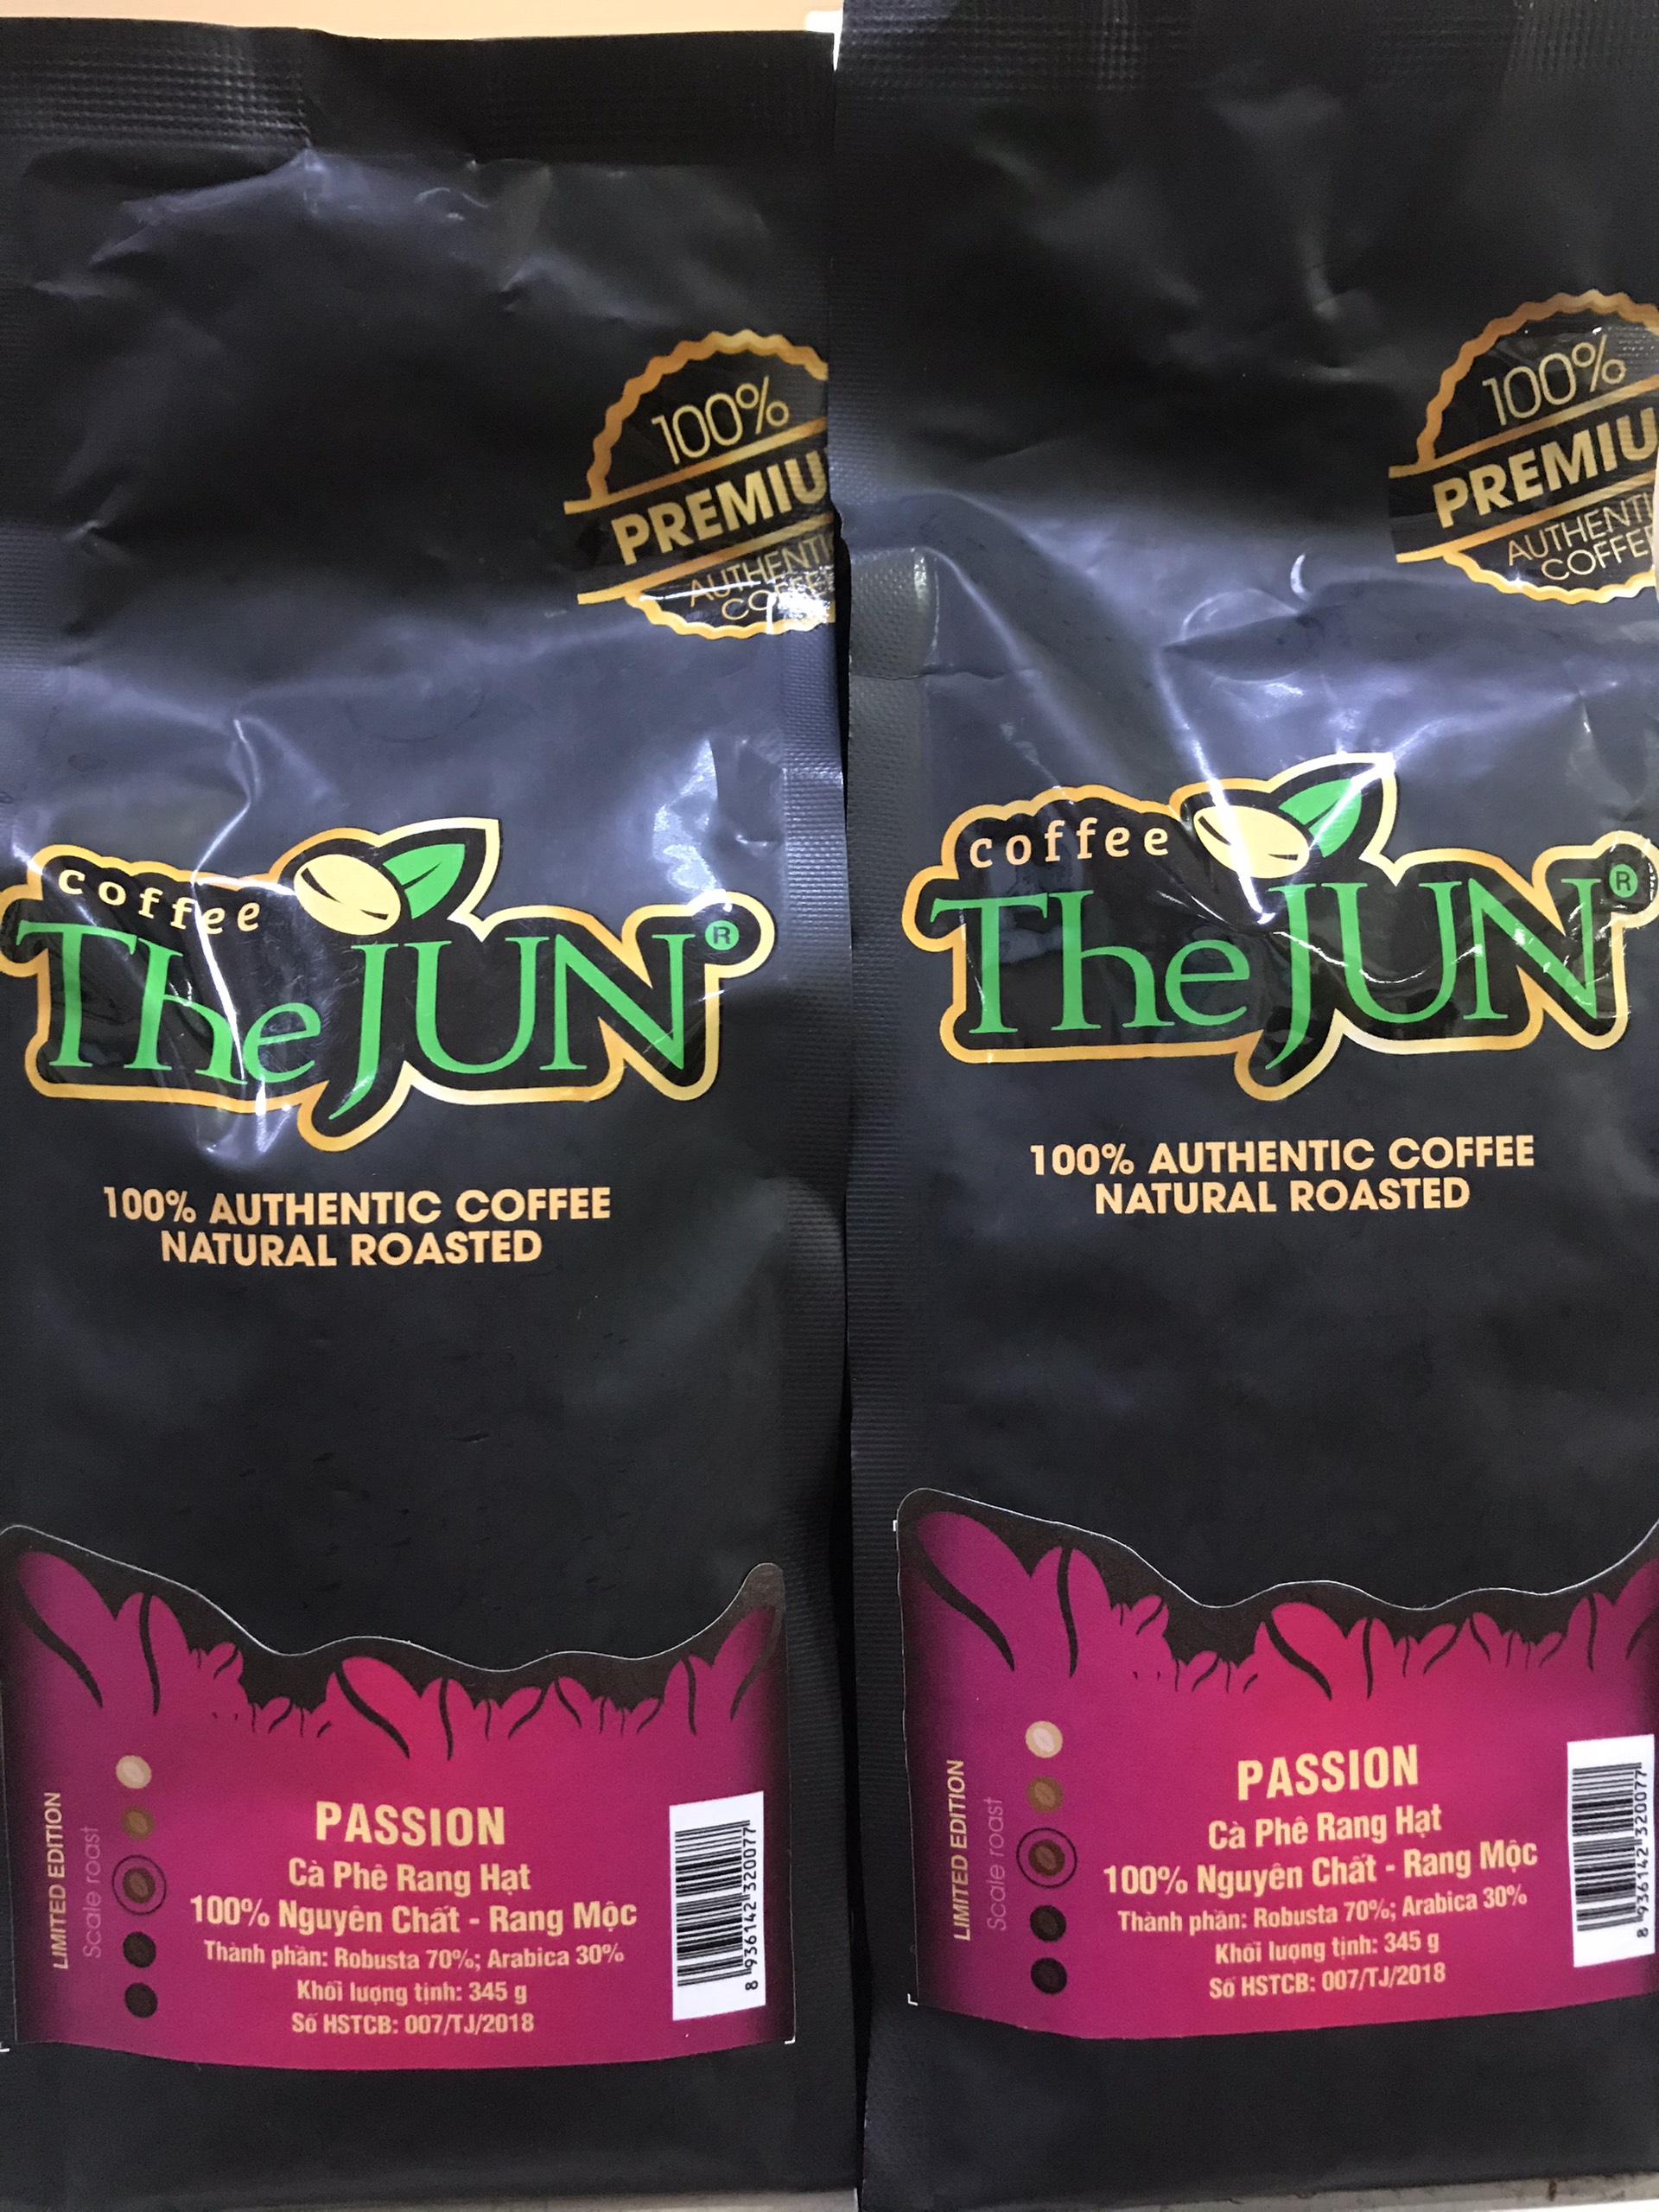 100%
PREMIU
AUTHENTI
COFFEE
coffee
The JUN®
100% AUTHENTIC COFFEE
NATURAL ROASTED
LIMITED EDITION
Scale roast
PASSION
Cà Phê Rang Hạt
100% Nguyên Chất - Rang Mộc
Thành phần: Robusta 70%; Arabica 30%
Khối lượng tịnh: 345 g
Số HSTCB: 007/TJ/2018
8 936142 320077
100%
PREMIU
AUTHENTI
COFFE
coffee
The JUN®
100% AUTHENTIC COFFEE
NATURAL ROASTED
LIMITED EDITION
Scale roast
PASSION
Cà Phê Rang Hạt
100% Nguyên Chất - Rang Mộc
Thành phần: Robusta 70%; Arabica 30%
Khối lượng tịnh: 345 g
Số HSTCB: 007/TJ/2018
8 936142 320077